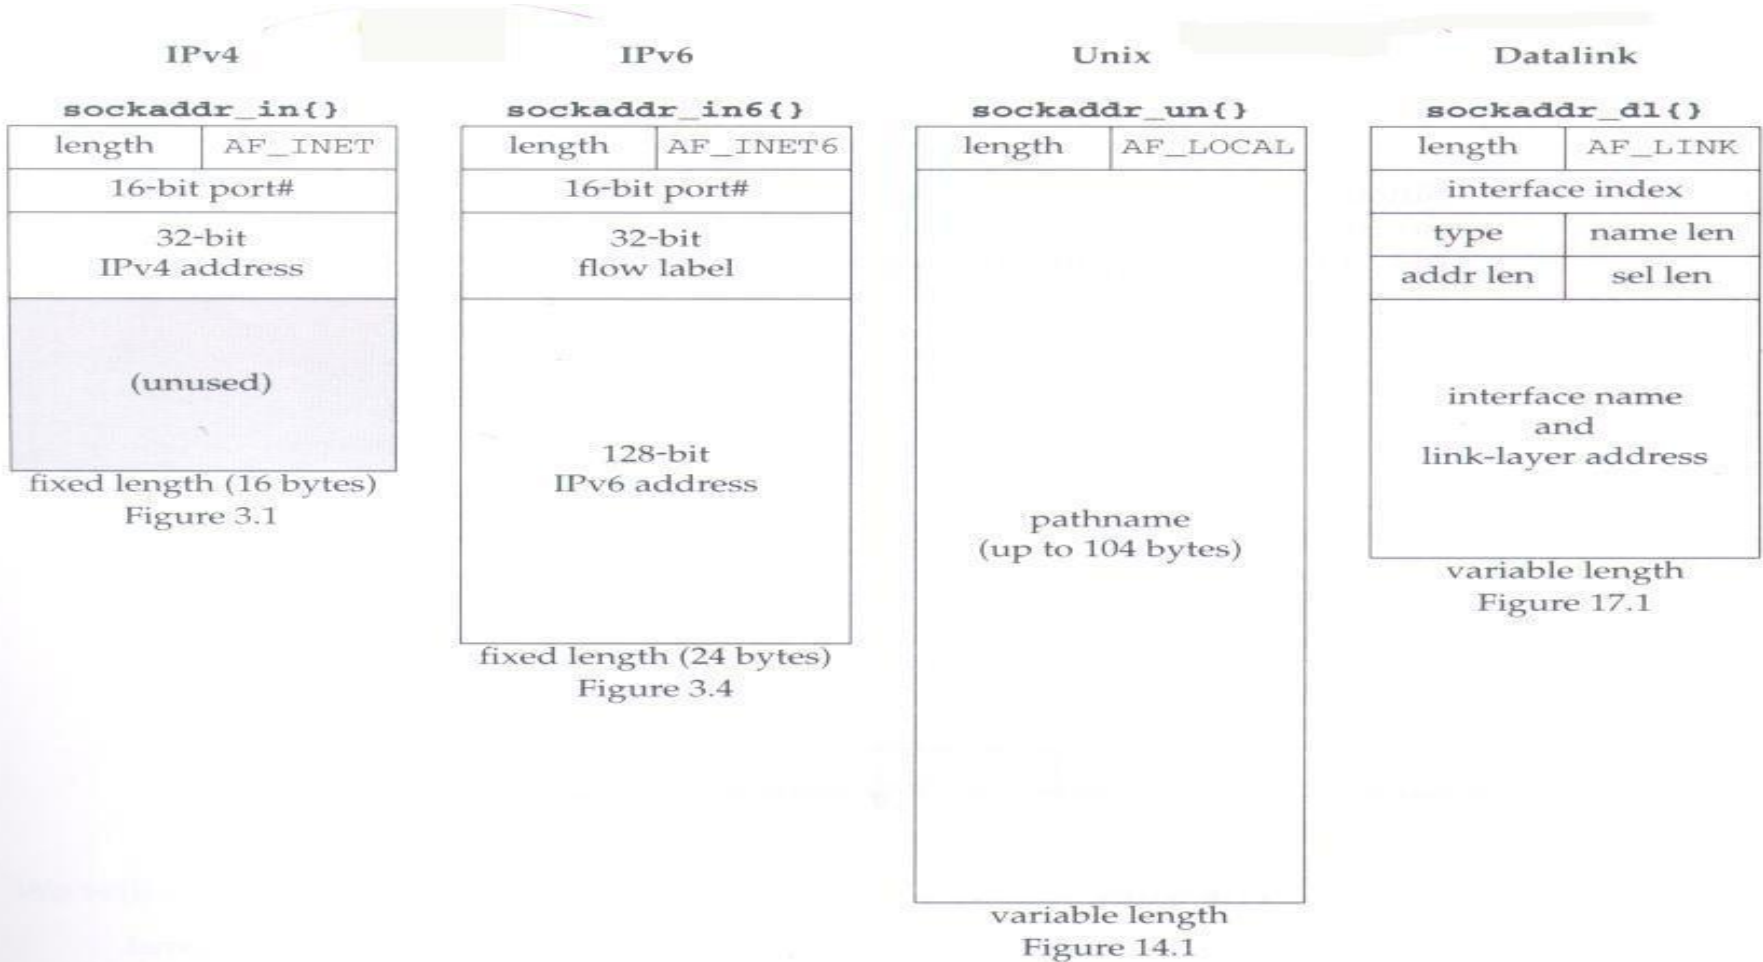 IPv4
sockaddr_in{}
length AF_INET
16-bit port#
32-bit
IPv4 address
(unused)
fixed length (16 bytes)
Figure 3.1
IPv6
sockaddr_in6{}
length AF_INET6
16-bit port#
32-bit
flow label
128-bit
IPv6 address
fixed length (24 bytes)
Figure 3.4
Unix
sockaddr_un{}
length AF_LOCAL
pathname
(up to 104 bytes)
variable length
Figure 14.1
Datalink
sockaddr_dl{}
length AF_LINK
interface index
type name len
addr len sel len
interface name
and
link-layer address
variable length
Figure 17.1